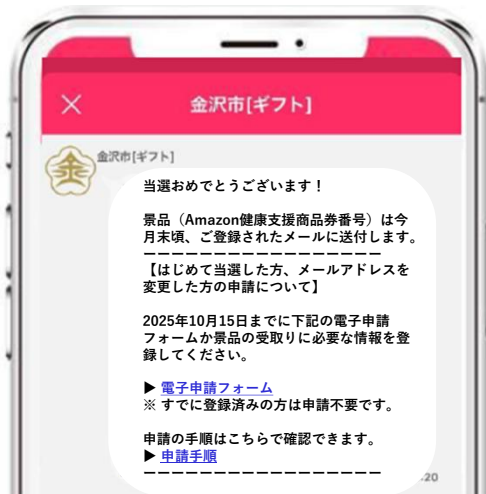 金沢市[ギフト]
金
金沢市[ギフト]
当選おめでとうございます！
景品（Amazon健康支援商品券番号）は今
月末頃、ご登録されたメールに送付します。
ーーーーーーーーーーーーーーーーー
【はじめて当選した方、メールアドレスを
変更した方の申請について】
2025年10月15日までに下記の電子申請
フォームか景品の受取りに必要な情報を登
録してください。
▶ 電子申請フォーム
※ すでに登録済みの方は申請不要です。
申請の手順はこちらで確認できます。
▶ 申請手順
ーーーーーーーーーーーーーーーーー